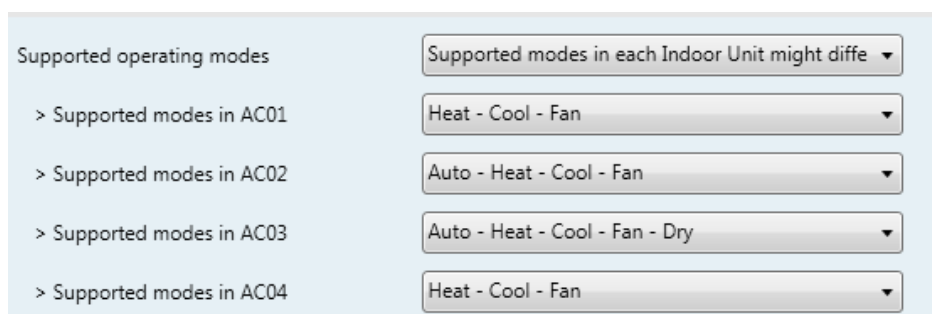 Supported operating modes Supported modes in each Indoor Unit might diffe
> Supported modes in AC01 Heat - Cool - Fan
> Supported modes in AC02 Auto - Heat - Cool - Fan
> Supported modes in AC03 Auto - Heat - Cool - Fan - Dry
> Supported modes in AC04 Heat - Cool - Fan